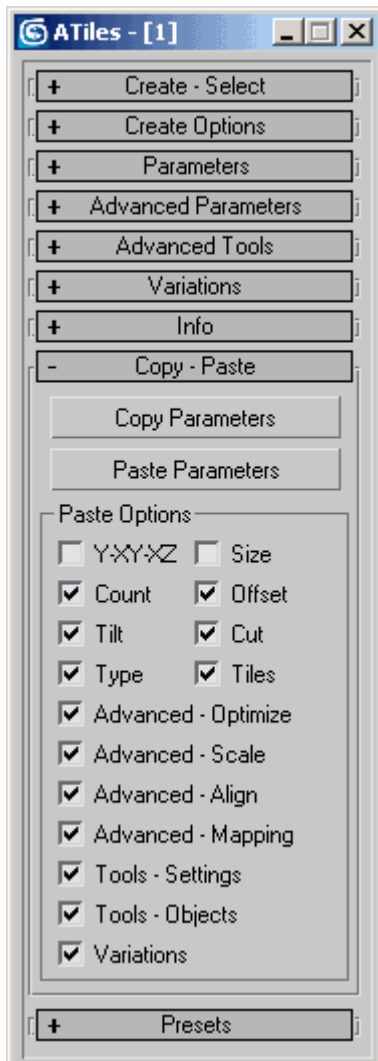 ATiles - [1]
+ Create - Select
+ Create Options
+ Parameters
+ Advanced Parameters
+ Advanced Tools
+ Variations
+ Info
- Copy - Paste
Copy Parameters
Paste Parameters
Paste Options
Y-XY-XZ Size
Count Offset
Tilt Cut
Type Tiles
Advanced - Optimize
Advanced - Scale
Advanced - Align
Advanced - Mapping
Tools - Settings
Tools - Objects
Variations
+ Presets